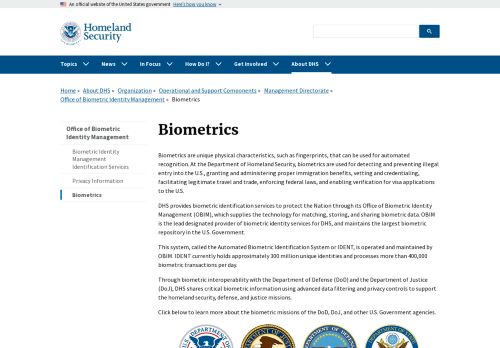 An official website of the United States government Here's how you know
Homeland
Security
Topics News In Focus How Do I? Get Involved About DHS
Home » About DHS » Organization » Operational and Support Components » Management Directorate »
Office of Biometric Identity Management » Biometrics
Office of Biometric
Identity Management
Biometric Identity
Management
Identification Services
Privacy Information
Biometrics
Biometrics
Biometrics are unique physical characteristics, such as fingerprints, that can be used for automated
recognition. At the Department of Homeland Security, biometrics are used for detecting and preventing illegal
entry into the U.S., granting and administering proper immigration benefits, vetting and credentialing,
facilitating legitimate travel and trade, enforcing federal laws, and enabling verification for visa applications
to the U.S.
DHS provides biometric identification services to protect the Nation through its Office of Biometric Identity
Management (OBIM), which supplies the technology for matching, storing, and sharing biometric data. OBIM
is the lead designated provider of biometric identity services for DHS, and maintains the largest biometric
repository in the U.S. Government.
This system, called the Automated Biometric Identification System or IDENT, is operated and maintained by
OBIM. IDENT currently holds approximately 300 million unique identities and processes more than 400,000
biometric transactions per day.
Through biometric interoperability with the Department of Defense (DoD) and the Department of Justice
(DoJ), DHS shares critical biometric information using advanced data filtering and privacy controls to support
the homeland security, defense, and justice missions.
Click below to learn more about the biometric missions of the DoD, DoJ, and other U.S. Government agencies.